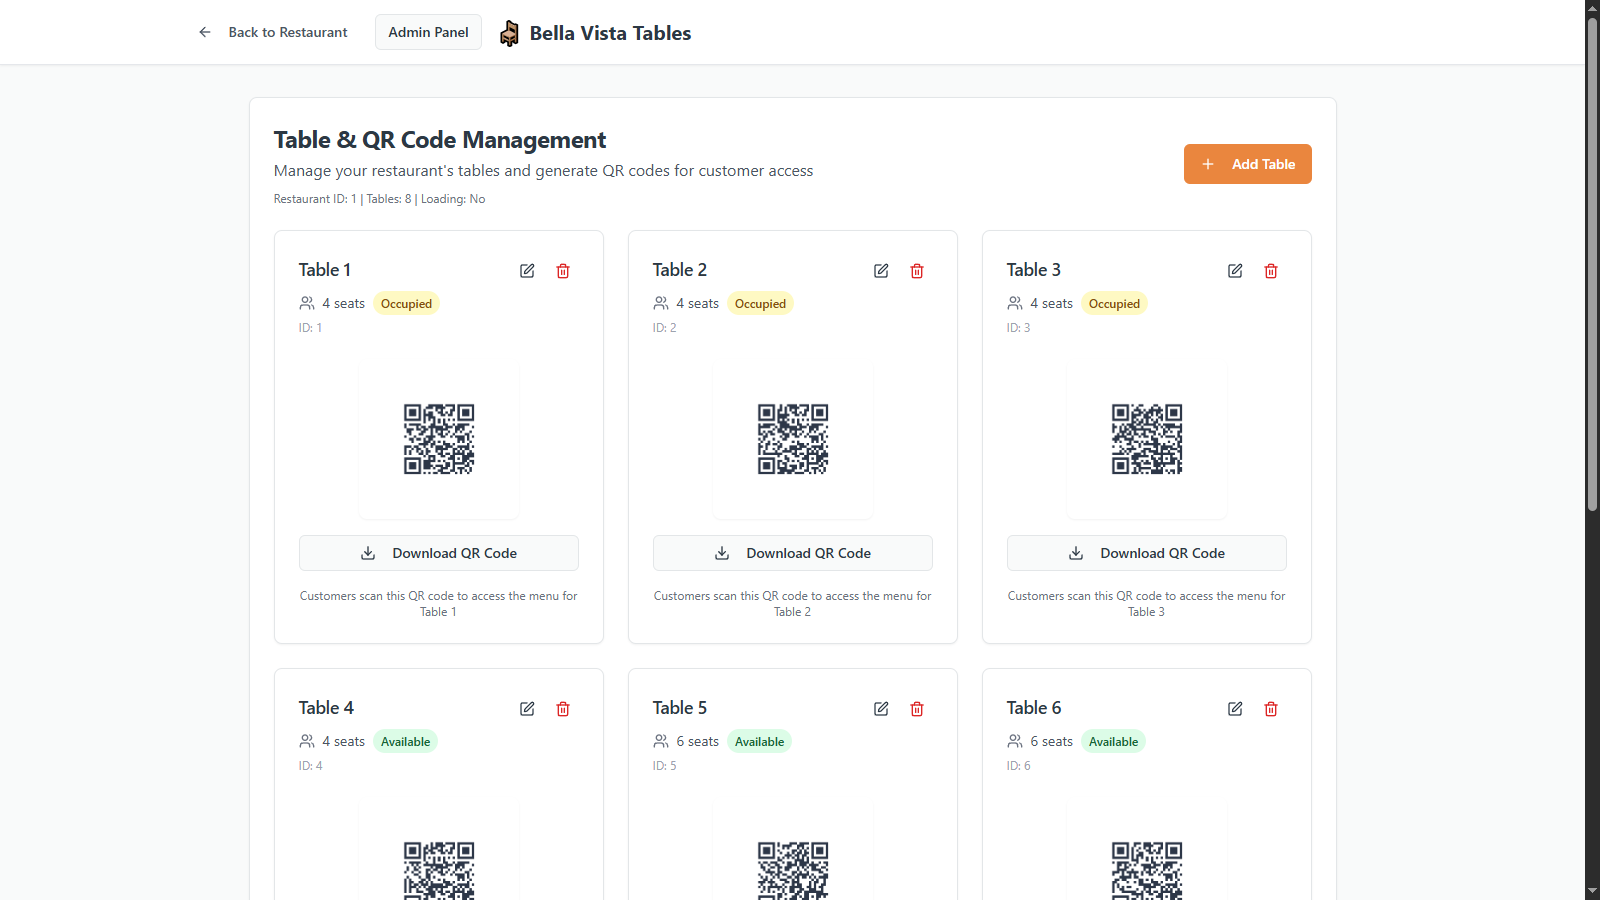 Back to Restaurant
Admin Panel
Bella Vista Tables
Table & QR Code Management
Manage your restaurant's tables and generate QR codes for customer access
Restaurant ID: 1 | Tables: 8 | Loading: No
Add Table
Table 1
4 seats
Occupied
ID: 1
Download QR Code
Customers scan this QR code to access the menu for
Table 1
Table 2
4 seats
Occupied
ID: 2
Download QR Code
Customers scan this QR code to access the menu for
Table 2
Table 3
4 seats
Occupied
ID: 3
Download QR Code
Customers scan this QR code to access the menu for
Table 3
Table 4
4 seats
Available
ID: 4
Table 5
6 seats
Available
ID: 5
Table 6
6 seats
Available
ID: 6